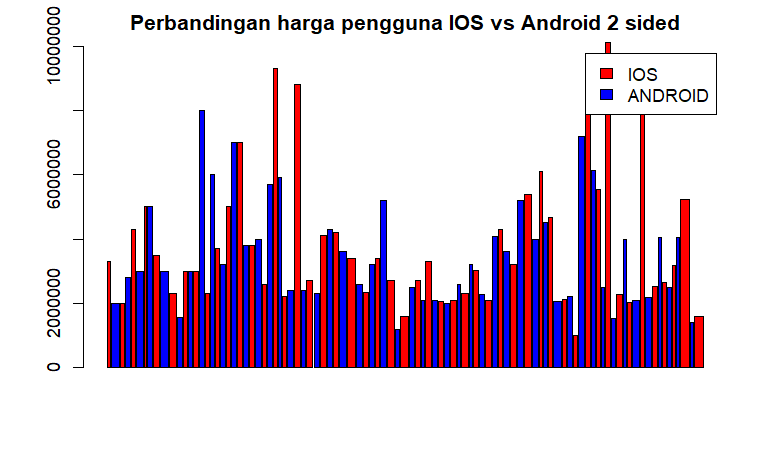 Perbandingan harga pengguna IOS vs Android 2 sided
10000000
6000000
2000000
0
IOS
ANDROID